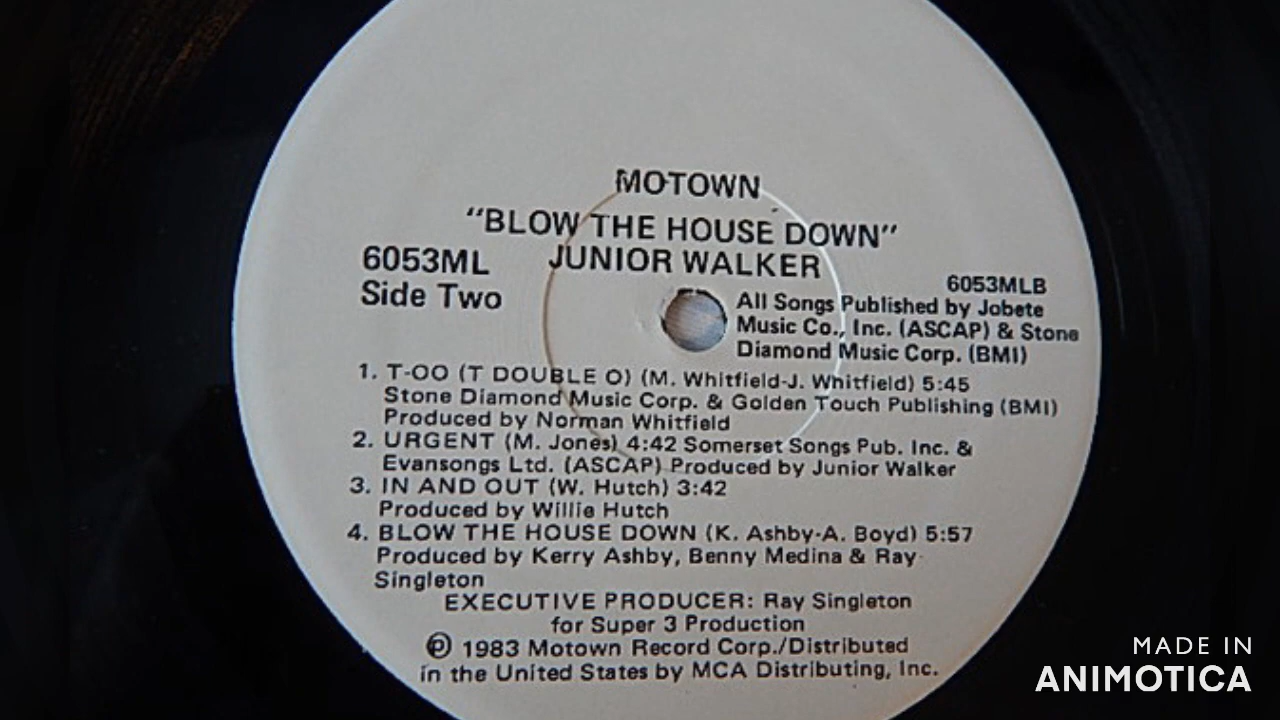 MOTOWN
"BLOW THE HOUSE DOWN"
JUNIOR WALKER
6053ML
Side Two
6053MLB
All Songs Published by Jobete
Music Co., Inc. (ASCAP) & Stone
Diamond Music Corp. (BMI)
1. T-OO (T DOUBLE O) (M. Whitfield-J. Whitfield) 5:45
Stone Diamond Music Corp. & Golden Touch Publishing (BMI)
Produced by Norman Whitfield
2. URGENT (M. Jones) 4:42 Somerset Songs Pub. Inc. &
Evansongs Ltd. (ASCAP) Produced by Junior Walker
3. IN AND OUT (W. Hutch) 3:42
Produced by Willie Hutch
4. BLOW THE HOUSE DOWN (K. Ashby-A. Boyd) 5:57
Produced by Kerry Ashby, Benny Medina & Ray
Singleton
EXECUTIVE PRODUCER: Ray Singleton
for Super 3 Production
℗ 1983 Motown Record Corp./Distributed
in the United States by MCA Distributing, Inc.
MADE IN
ANIMOTICA